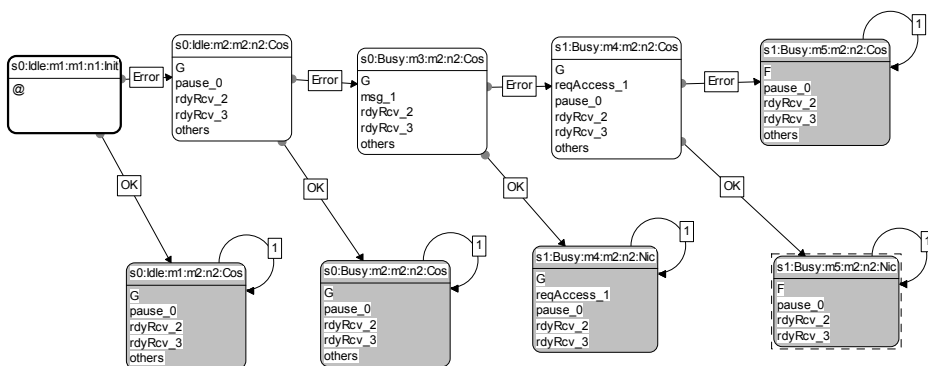 s0:Idle:m1:m1:n1:Init
@
Error
s0:Idle:m2:m2:n2:Cos
G
pause_0
rdyRcv_2
rdyRcv_3
others
Error
s0:Busy:m3:m2:n2:Cos
G
msg_1
rdyRcv_2
rdyRcv_3
others
Error
s1:Busy:m4:m2:n2:Cos
G
reqAccess_1
pause_0
rdyRcv_2
rdyRcv_3
others
Error
s1:Busy:m5:m2:n2:Cos
F
pause_0
rdyRcv_2
rdyRcv_3
others
1
OK
OK
OK
OK
s0:Idle:m1:m2:n2:Cos
G
pause_0
rdyRcv_2
rdyRcv_3
others
1
s0:Busy:m2:m2:n2:Cos
G
pause_0
rdyRcv_2
rdyRcv_3
others
1
s1:Busy:m4:m2:n2:Nic
G
reqAccess_1
pause_0
rdyRcv_2
rdyRcv_3
1
s1:Busy:m5:m2:n2:Nic
F
pause_0
rdyRcv_2
rdyRcv_3
1